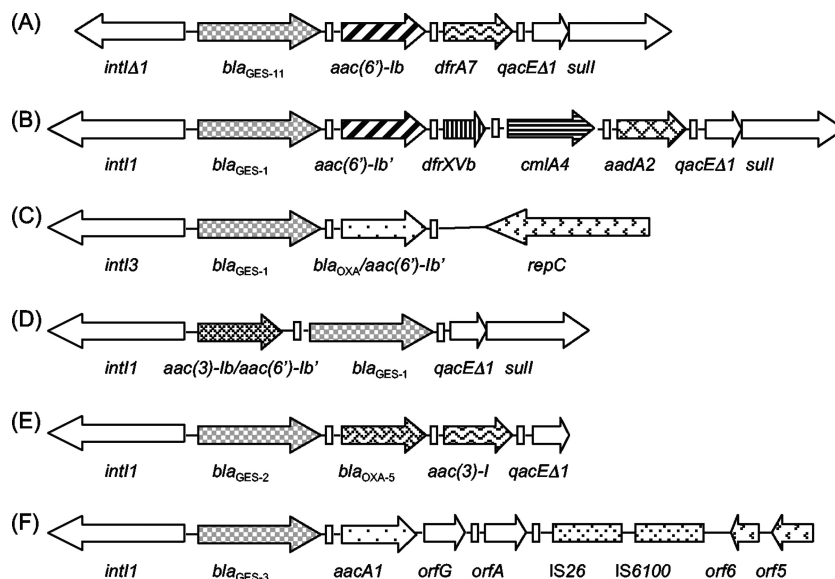 (A)
intIΔ1 blaGES-11 aac(6')-Ib dfrA7 qacEΔ1 sulI
(B)
intI1 blaGES-1 aac(6')-Ib' dfrXVb cmlA4 aadA2 qacEΔ1 sulI
(C)
intI3 blaGES-1 blaOXA/aac(6')-Ib' repC
(D)
intI1 aac(3)-Ib/aac(6')-Ib' blaGES-1 qacEΔ1 sulI
(E)
intI1 blaGES-2 blaOXA-5 aac(3)-I qacEΔ1
(F)
intI1 blaGES-3 aacA1 orfG orfA IS26 IS6100 orf6 orf5